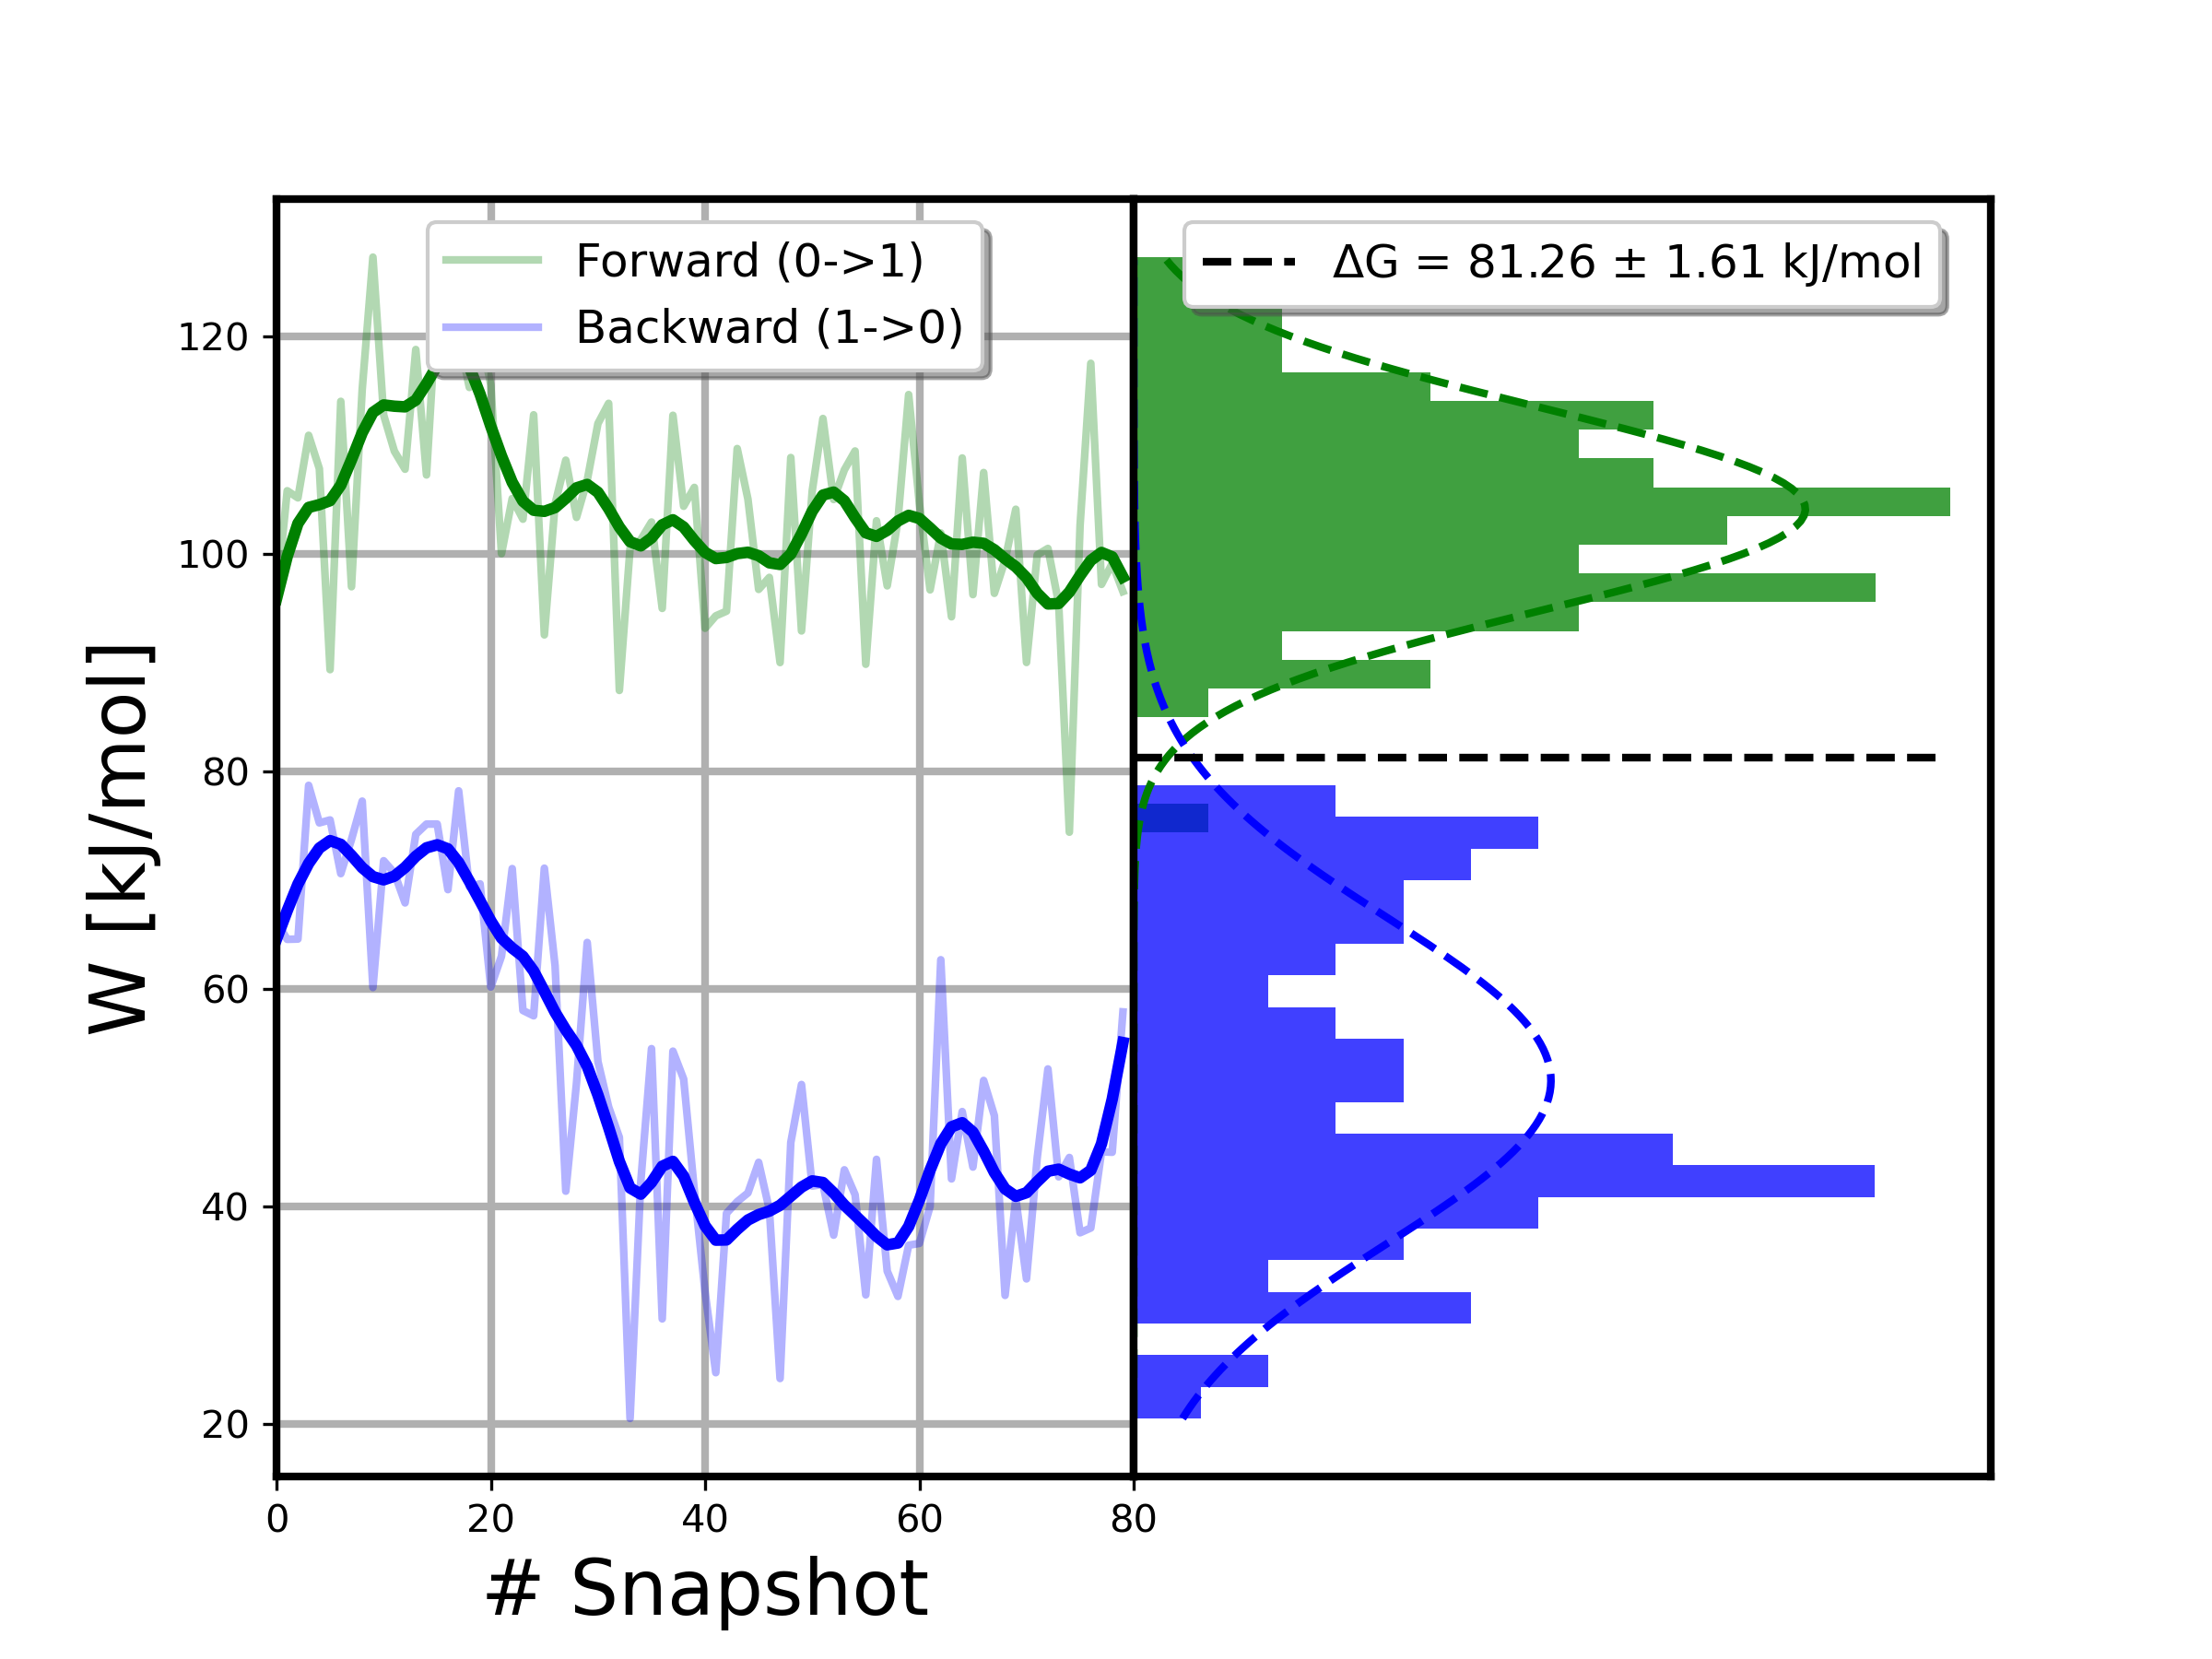 Forward (0->1)
Backward (1->0)
ΔG = 81.26 ± 1.61 kJ/mol
120
100
80
60
40
20
W [kJ/mol]
0 20 40 60 80
# Snapshot